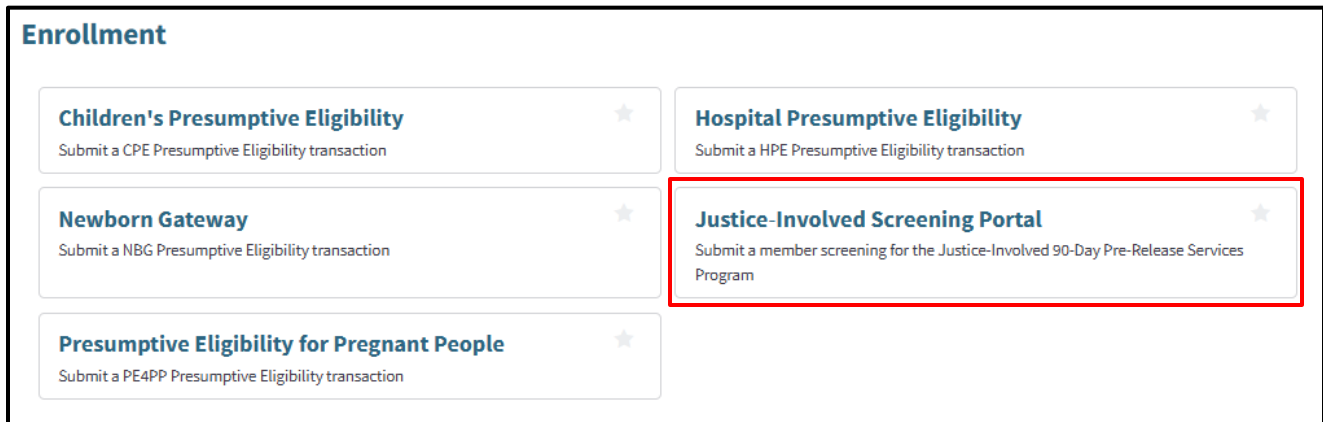 Enrollment
Children's Presumptive Eligibility
Submit a CPE Presumptive Eligibility transaction
Hospital Presumptive Eligibility
Submit a HPE Presumptive Eligibility transaction
Newborn Gateway
Submit a NBG Presumptive Eligibility transaction
Justice-Involved Screening Portal
Submit a member screening for the Justice-Involved 90-Day Pre-Release Services
Program
Presumptive Eligibility for Pregnant People
Submit a PE4PP Presumptive Eligibility transaction